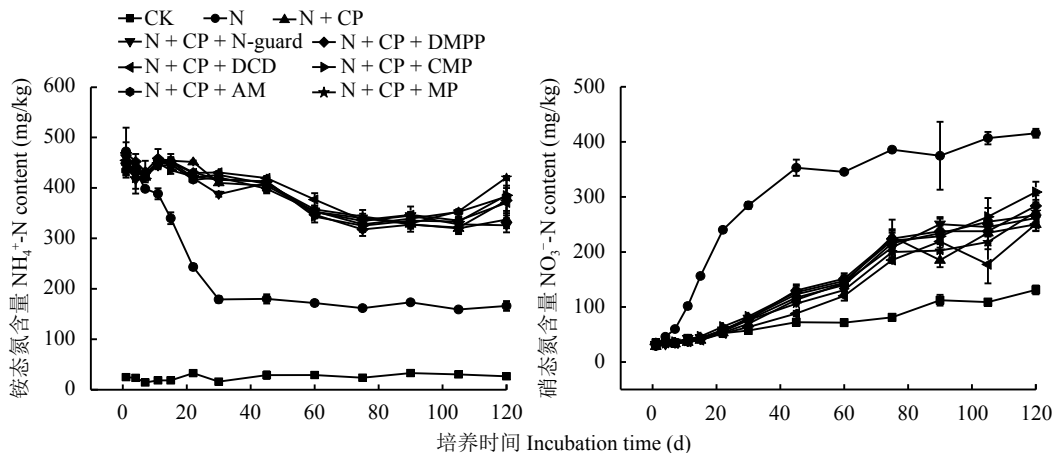 CK N N + CP
N + CP + N-guard N + CP + DMPP
N + CP + DCD N + CP + CMP
N + CP + AM N + CP + MP
铵态氮含量 NH₄⁺-N content (mg/kg)
600
500
400
300
200
100
0
0 20 40 60 80 100 120
硝态氮含量 NO₃⁻-N content (mg/kg)
500
400
300
200
100
0
0 20 40 60 80 100 120
培养时间 Incubation time (d)